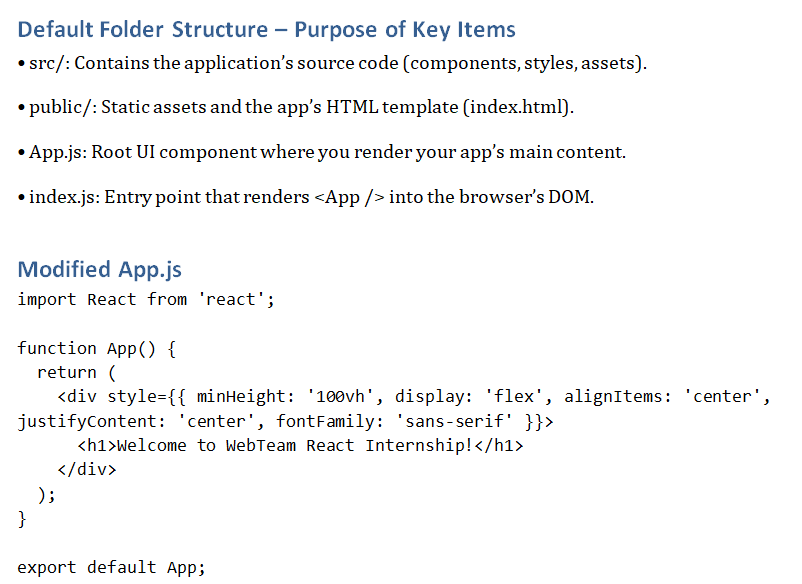 Default Folder Structure – Purpose of Key Items
• src/: Contains the application’s source code (components, styles, assets).
• public/: Static assets and the app’s HTML template (index.html).
• App.js: Root UI component where you render your app’s main content.
• index.js: Entry point that renders <App /> into the browser’s DOM.
Modified App.js
import React from 'react';
function App() {
  return (
    <div style={{ minHeight: '100vh', display: 'flex', alignItems: 'center',
justifyContent: 'center', fontFamily: 'sans-serif' }}>
      <h1>Welcome to WebTeam React Internship!</h1>
    </div>
  );
}
export default App;